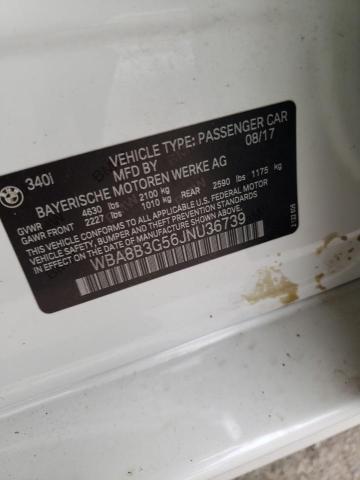 340I
VEHICLE TYPE: PASSENGER CAR
MFD BY 08/17
BAYERISCHE MOTOREN WERKE AG
GVWR 4630 lbs 2100 kg
GAWR FRONT 2227 lbs 1010 kg REAR 2590 lbs 1175 kg
THIS VEHICLE CONFORMS TO ALL APPLICABLE U.S. FEDERAL MOTOR
VEHICLE SAFETY, BUMPER AND THEFT PREVENTION STANDARDS IN
EFFECT ON THE DATE OF MANUFACTURE SHOWN ABOVE.
WBA8B3G56JNU36739